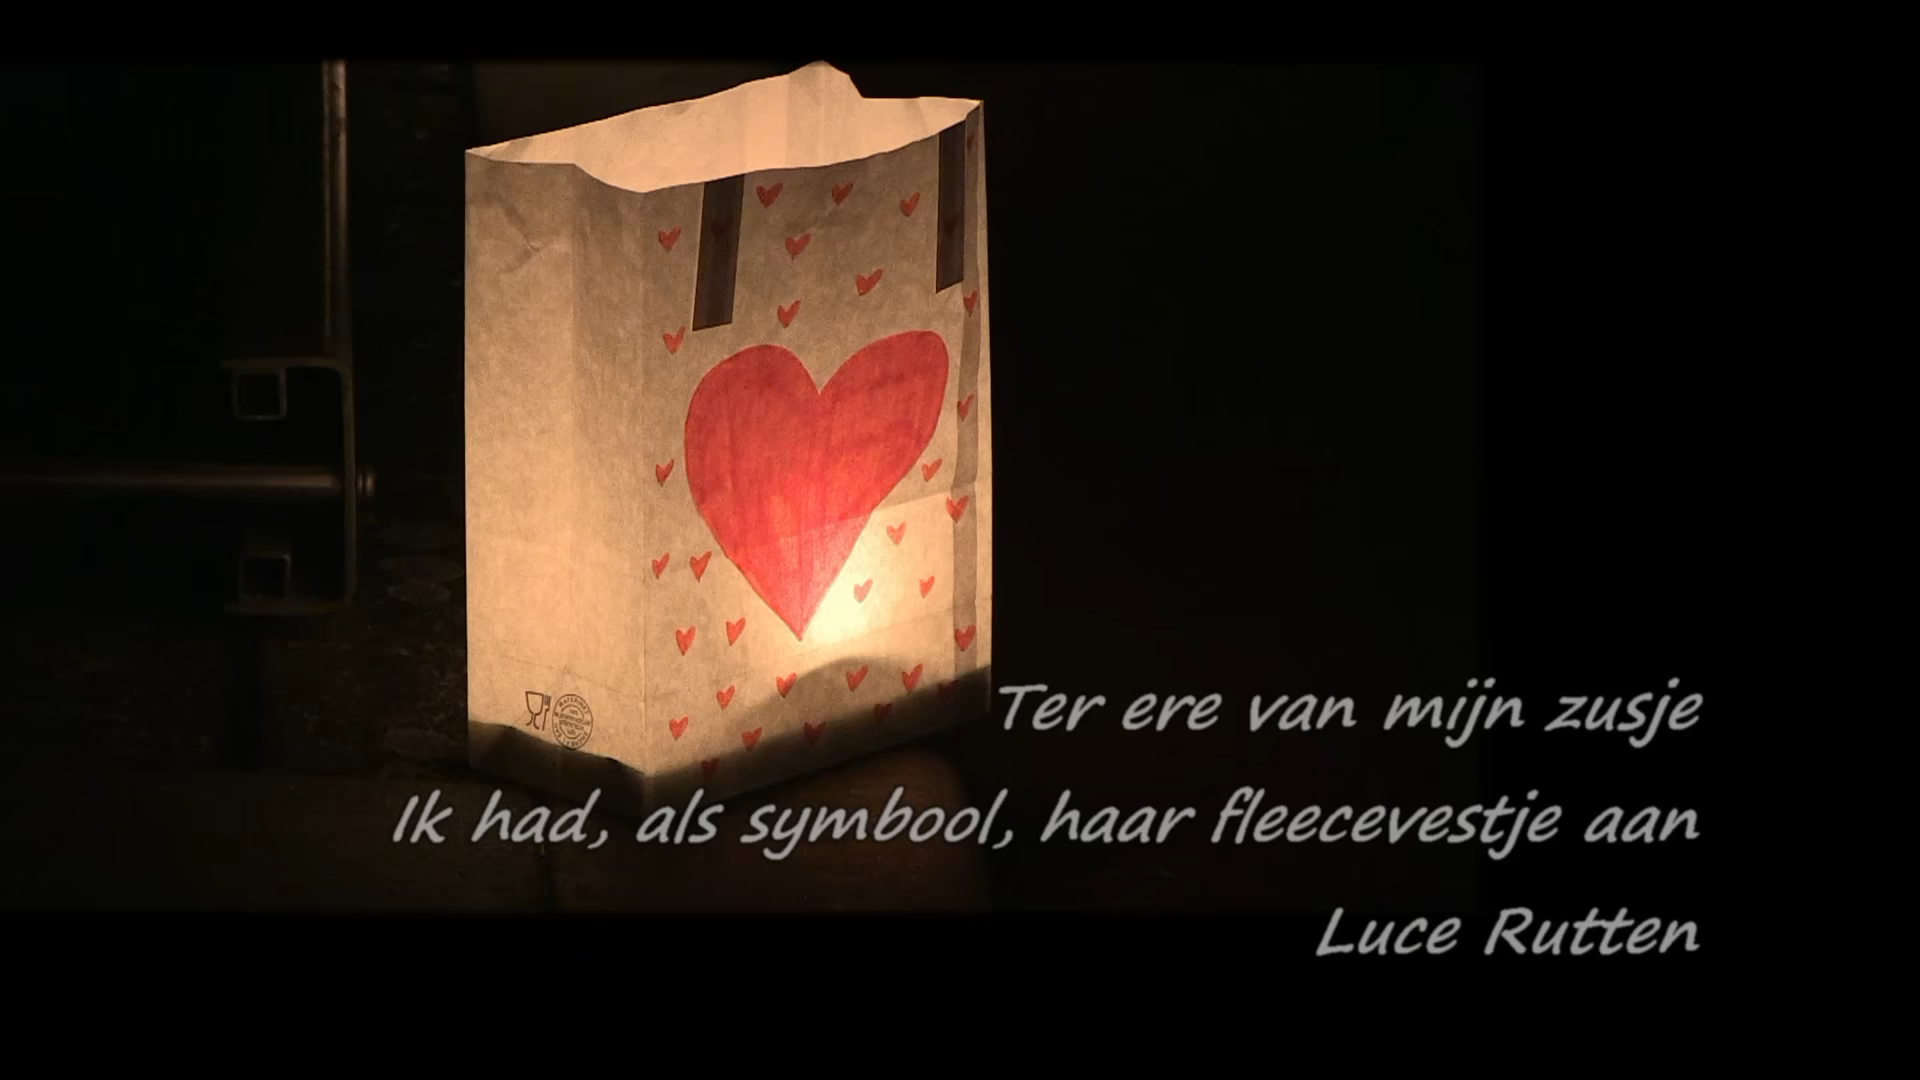 Ter ere van mijn zusje
Ik had, als symbool, haar fleecevestje aan
Luce Rutten